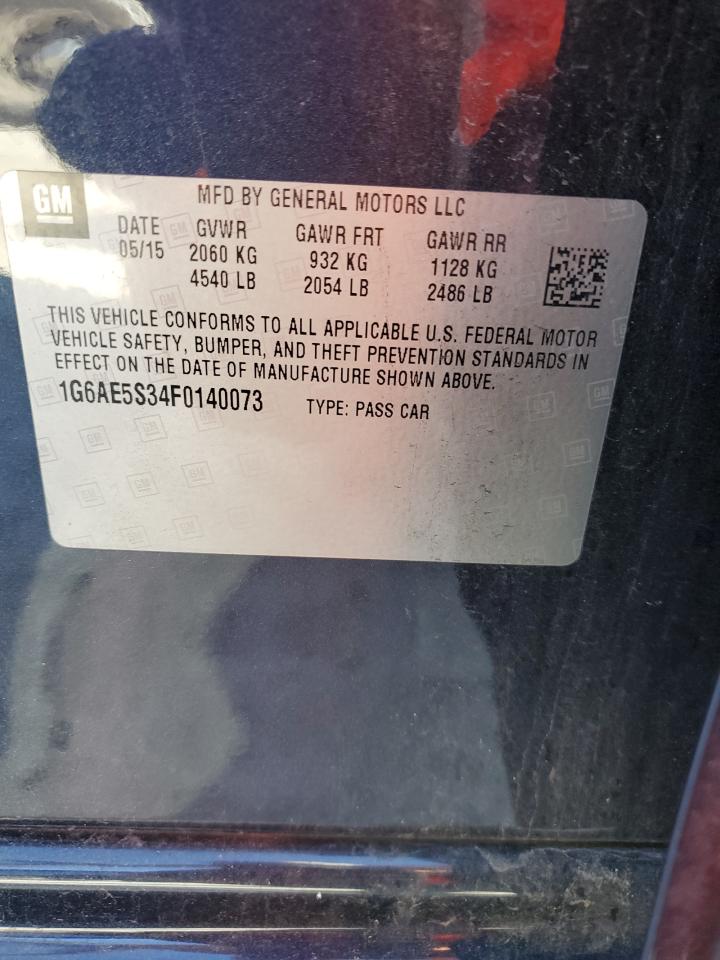 GM
MFD BY GENERAL MOTORS LLC
DATE GVWR GAWR FRT GAWR RR
05/15 2060 KG 932 KG 1128 KG
4540 LB 2054 LB 2486 LB
THIS VEHICLE CONFORMS TO ALL APPLICABLE U.S. FEDERAL MOTOR
VEHICLE SAFETY, BUMPER, AND THEFT PREVENTION STANDARDS IN
EFFECT ON THE DATE OF MANUFACTURE SHOWN ABOVE.
1G6AE5S34F0140073 TYPE: PASS CAR